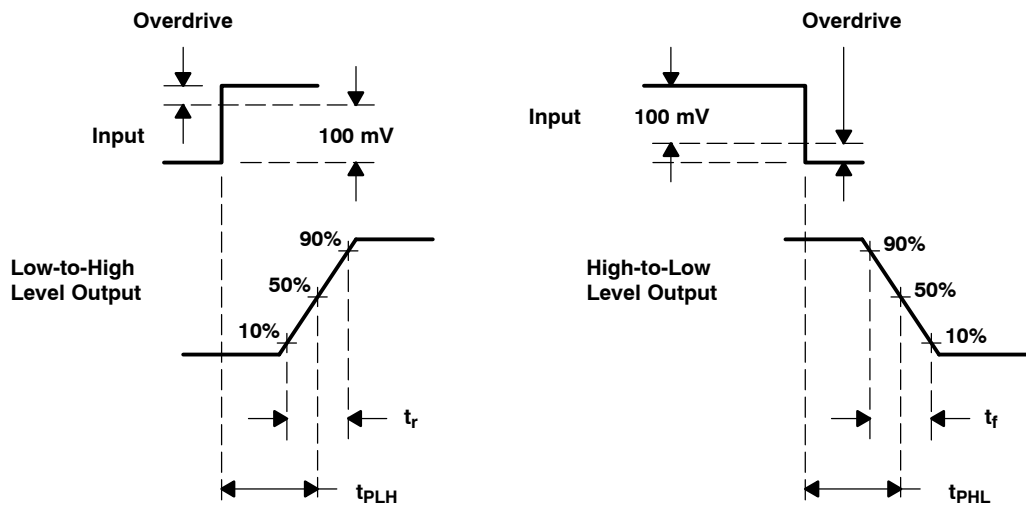 Overdrive
Input
100 mV
Low-to-High
Level Output
90%
50%
10%
tr
tPLH
Overdrive
Input
100 mV
High-to-Low
Level Output
90%
50%
10%
tf
tPHL